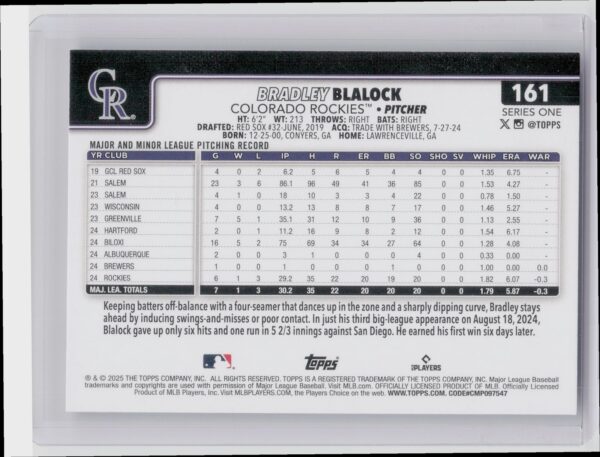 CR
161
BRADLEY BLALOCK
SERIES ONE
COLORADO ROCKIES™ • PITCHER
@TOPPS
HT: 6'2" WT: 213 THROWS: RIGHT BATS: RIGHT
DRAFTED: RED SOX #32-JUNE, 2019 ACQ: TRADE WITH BREWERS, 7-27-24
BORN: 12-25-00, CONYERS, GA HOME: LAWRENCEVILLE, GA
MAJOR AND MINOR LEAGUE PITCHING RECORD
YR CLUB G W L IP H R ER BB SO SHO SV WHIP ERA WAR
19 GCL RED SOX 4 0 2 6.2 5 6 5 4 4 0 0 1.35 6.75 -
21 SALEM 23 3 6 86.1 96 49 41 36 85 0 0 1.53 4.27 -
23 SALEM 4 1 0 18 10 3 3 4 22 0 0 0.78 1.50 -
23 WISCONSIN 4 0 0 13.2 13 8 8 7 17 0 0 1.46 5.27 -
23 GREENVILLE 7 5 1 35.1 31 12 10 9 36 0 0 1.13 2.55 -
24 HARTFORD 2 0 1 11.2 16 9 8 2 12 0 0 1.54 6.17 -
24 BILOXI 16 5 2 75 69 34 34 27 64 0 0 1.28 4.08 -
24 ALBUQUERQUE 2 0 0 3 1 0 0 0 4 0 0 0.33 0.00 -
24 BREWERS 1 0 0 1 0 0 0 1 0 0 0 1.00 0.00 0.0
24 ROCKIES 6 1 3 29.2 35 22 20 19 20 0 0 1.82 6.07 -0.3
MAJ. LEA. TOTALS 7 1 3 30.2 35 22 20 20 20 0 0 1.79 5.87 -0.3
Keeping batters off-balance with a four-seamer that dances up in the zone and a sharply dipping curve, Bradley stays
ahead by inducing swings-and-misses or poor contact. In just his third big-league appearance on August 18, 2024,
Blalock gave up only six hits and one run in 5 2/3 innings against San Diego. He earned his first win six days later.
topps
PLAYERS
® & © 2025 THE TOPPS COMPANY, INC. ALL RIGHTS RESERVED. TOPPS IS A REGISTERED TRADEMARK OF THE TOPPS COMPANY, INC. Major League Baseball
trademarks and copyrights are used with permission of Major League Baseball. Visit MLB.com. OFFICIALLY LICENSED PRODUCT OF MLB. Officially Licensed
Product of MLB Players, Inc. Visit MLBPLAYERS.COM, the Players Choice on the web. WWW.TOPPS.COM. CODE#CMP097547